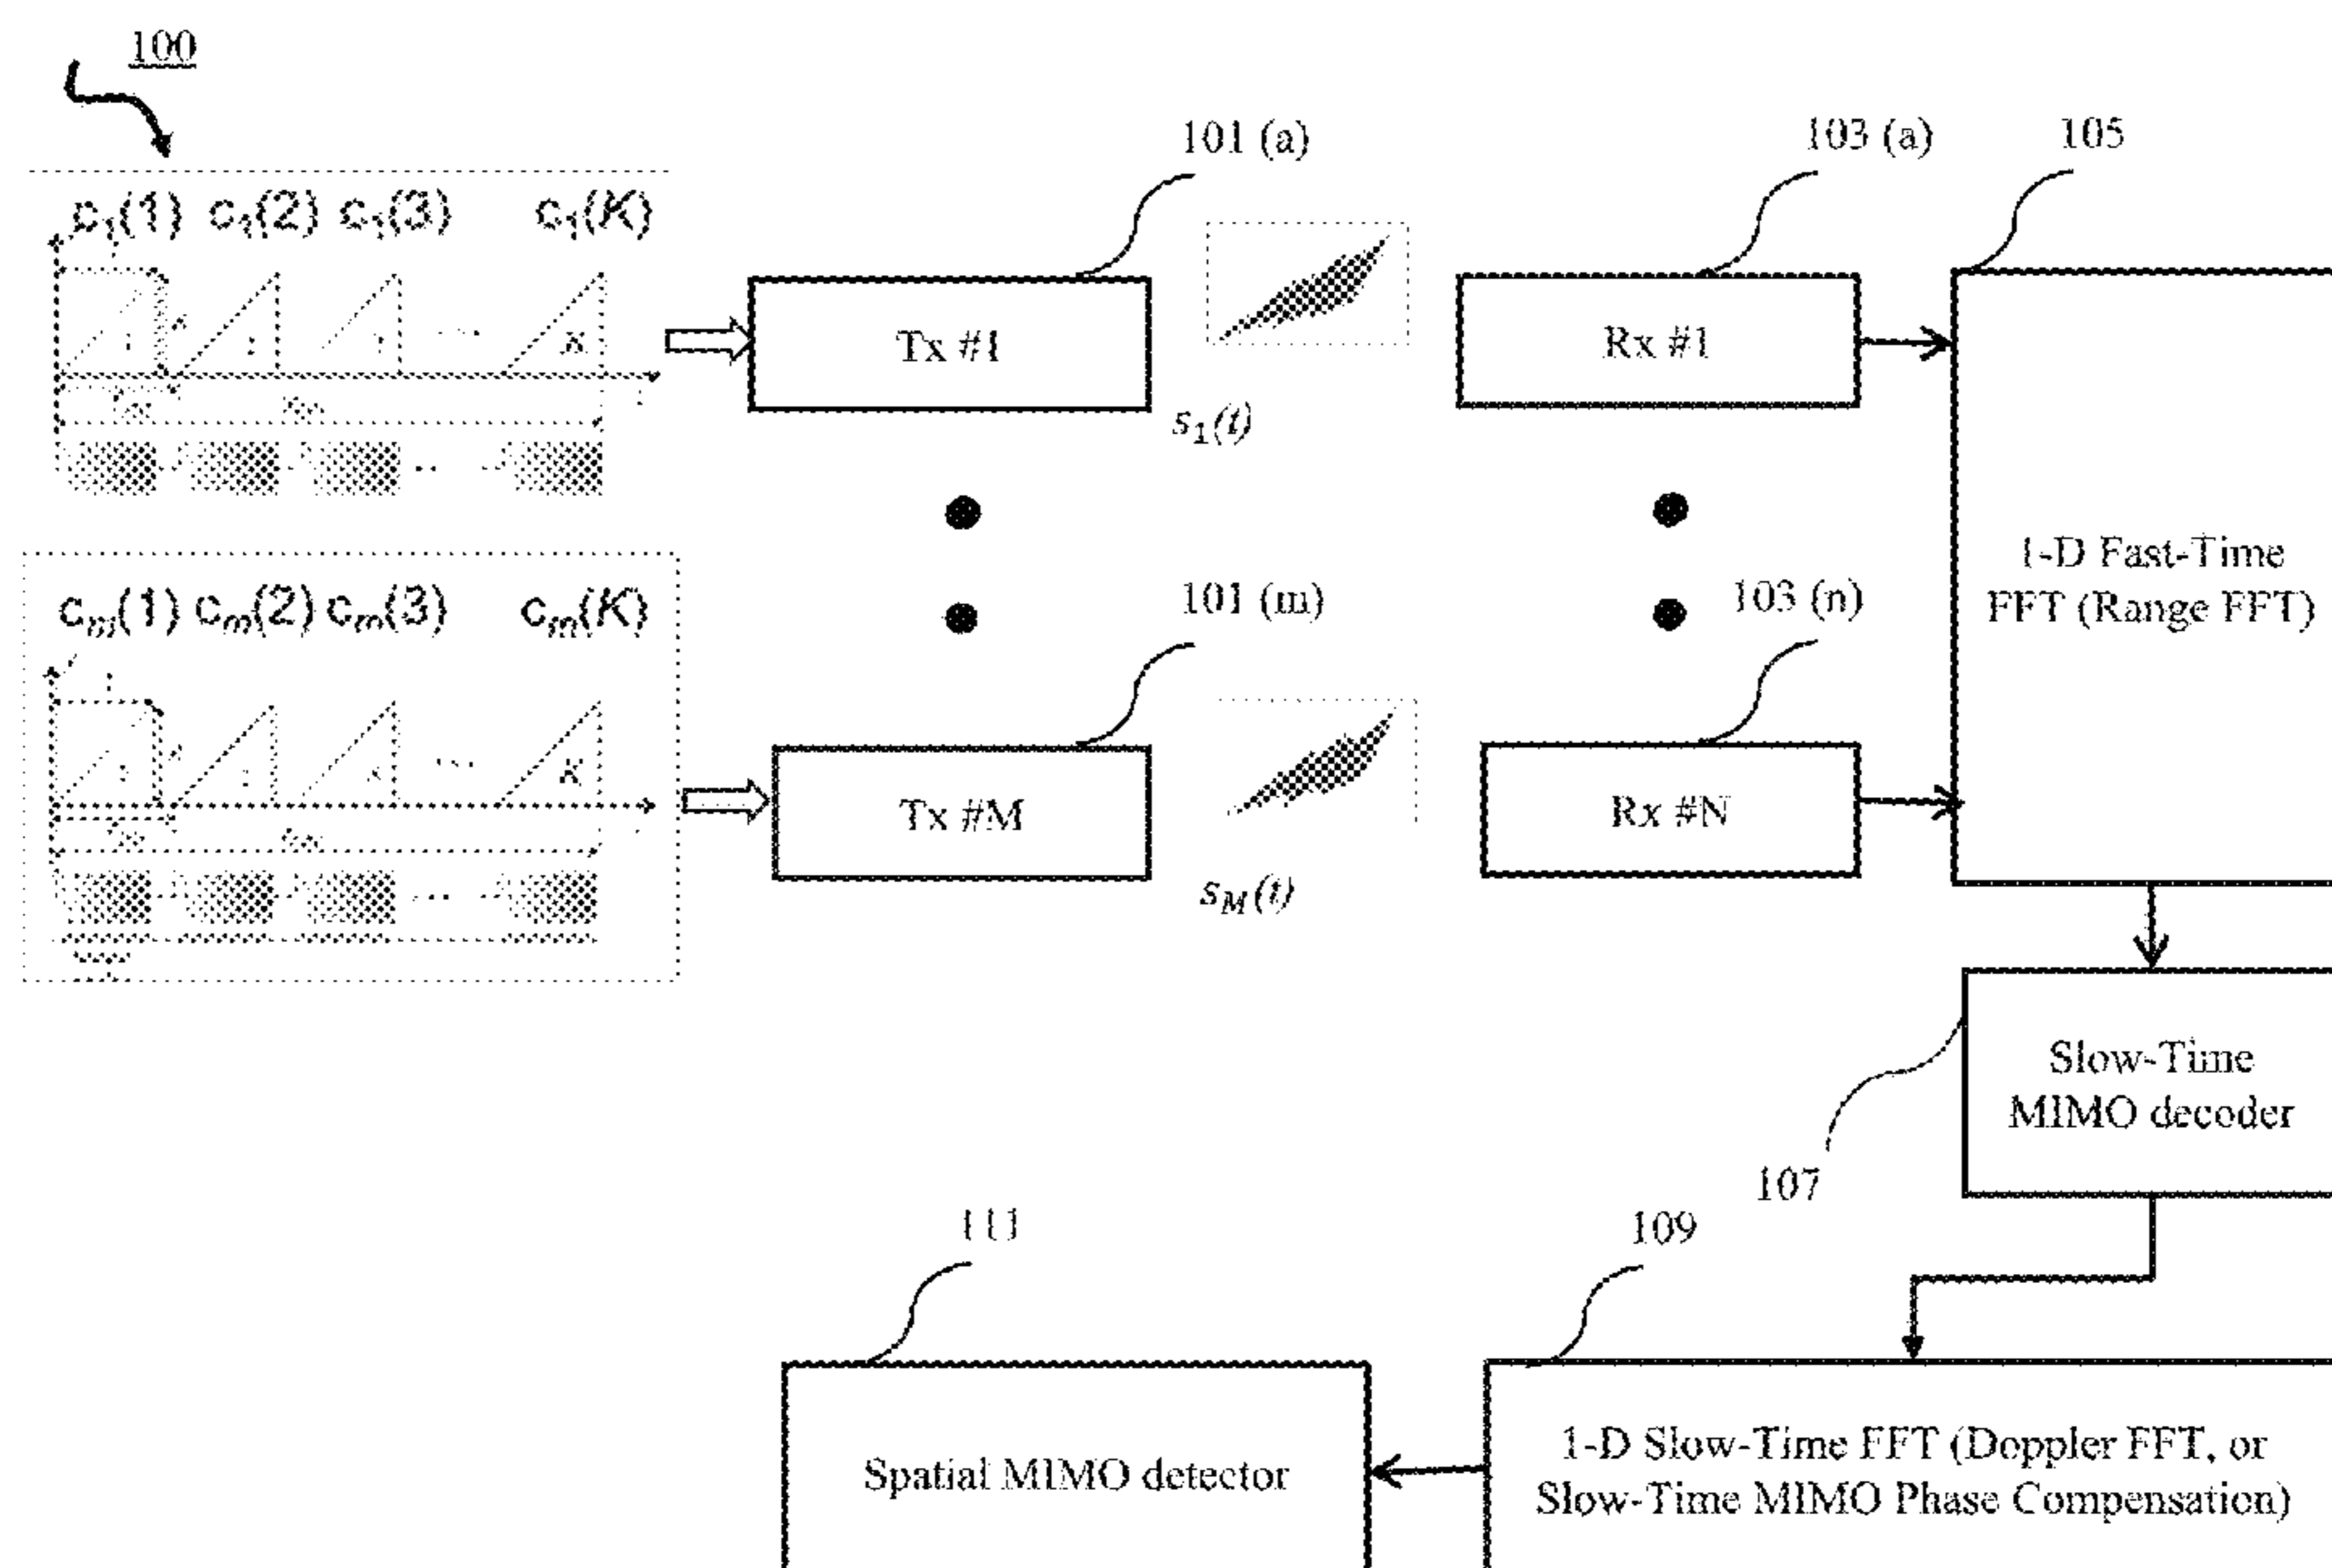 100
101 (a)
103 (a)
105
c₁(1) c₁(2) c₁(3) c₁(K)
K
Tx #1
Rx #1
s₁(t)
1-D Fast-Time
FFT (Range FFT)
101 (m)
103 (n)
cₘ(1) cₘ(2) cₘ(3) cₘ(K)
K
Tx #M
Rx #N
s_M(t)
Slow-Time
MIMO decoder
107
111
109
Spatial MIMO detector
1-D Slow-Time FFT (Doppler FFT, or
Slow-Time MIMO Phase Compensation)